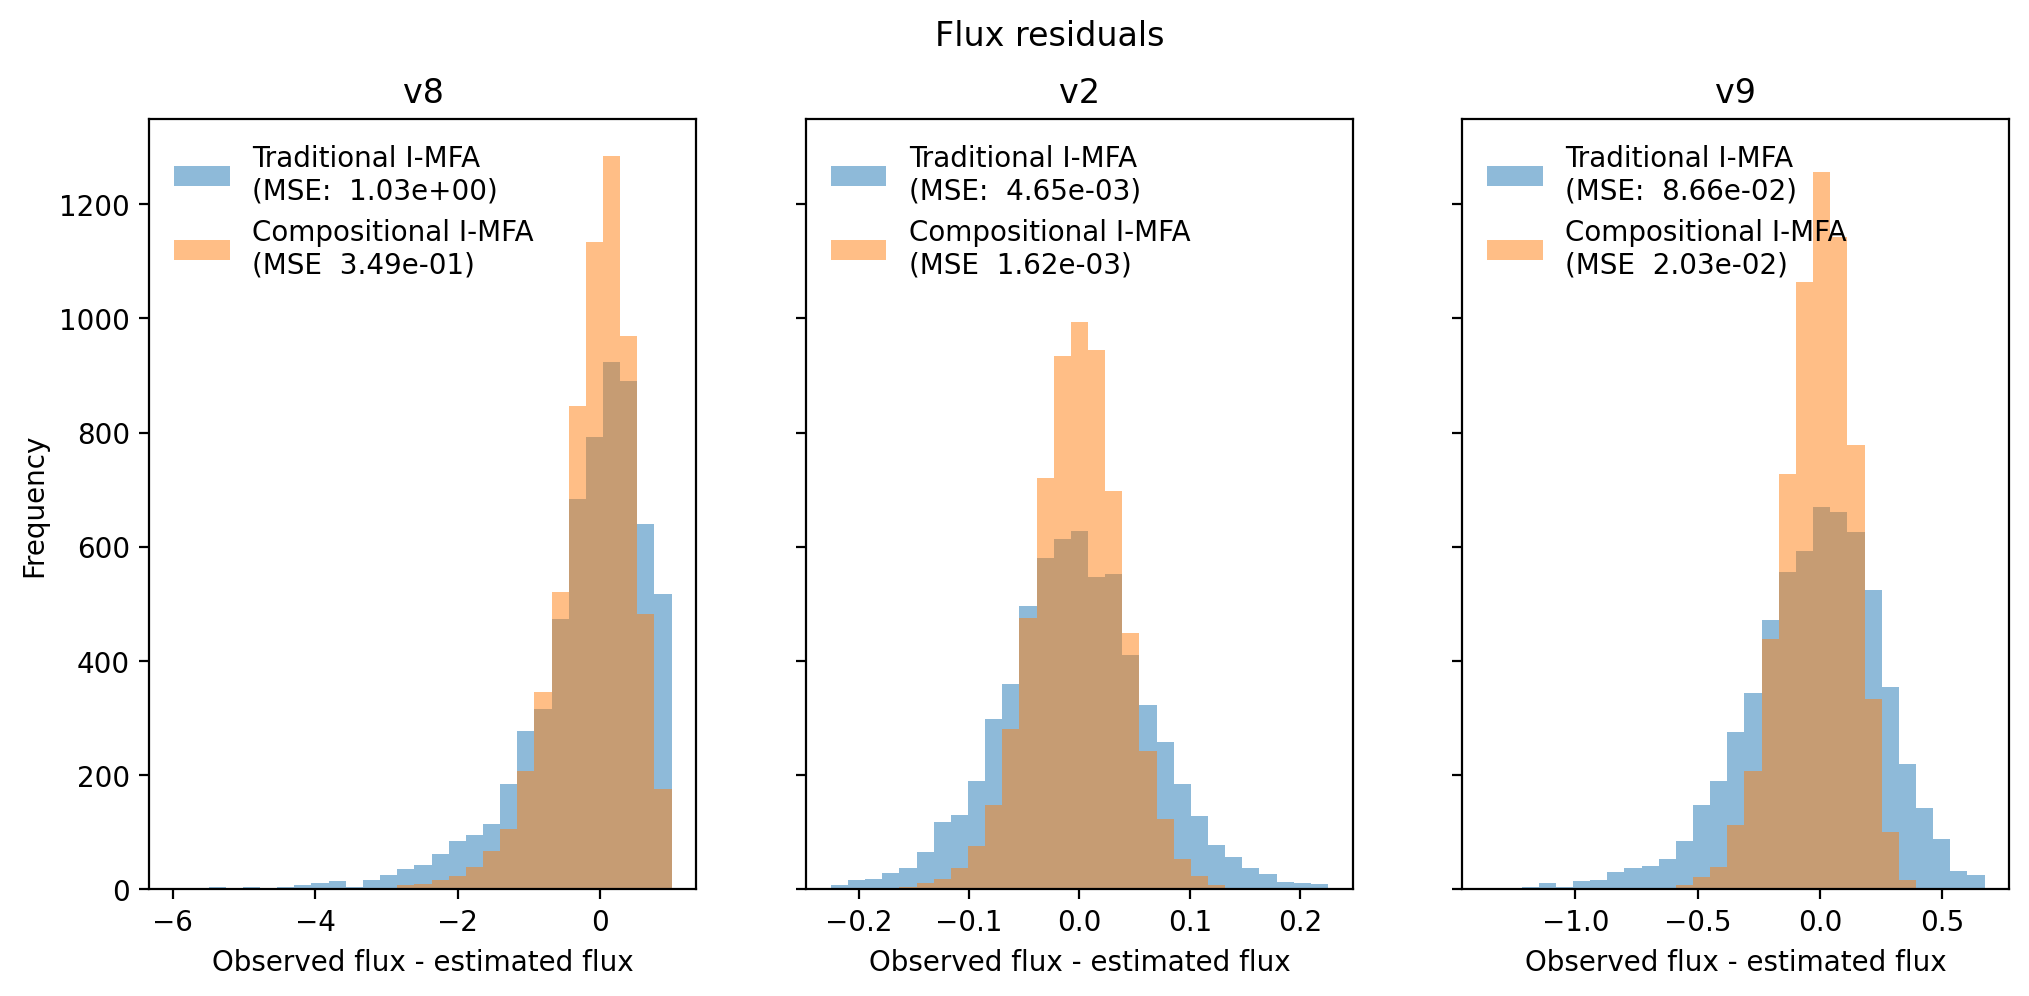 Flux residuals
v8
Traditional I-MFA
(MSE:  1.03e+00)
Compositional I-MFA
(MSE  3.49e-01)
1200
1000
800
600
400
200
0
Frequency
−6
−4
−2
0
Observed flux - estimated flux
v2
Traditional I-MFA
(MSE:  4.65e-03)
Compositional I-MFA
(MSE  1.62e-03)
−0.2
−0.1
0.0
0.1
0.2
Observed flux - estimated flux
v9
Traditional I-MFA
(MSE:  8.66e-02)
Compositional I-MFA
(MSE  2.03e-02)
−1.0
−0.5
0.0
0.5
Observed flux - estimated flux